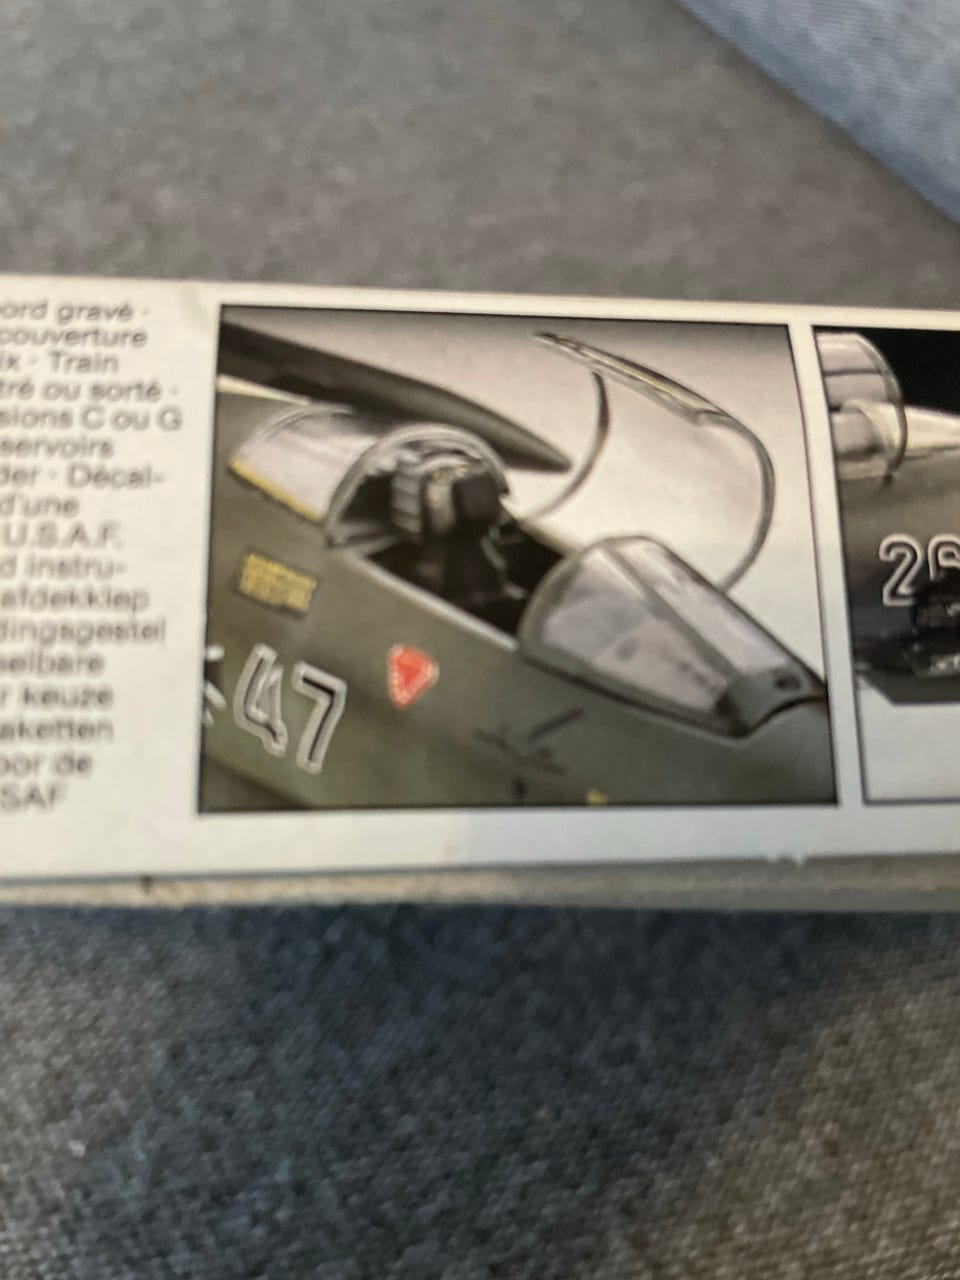 ord gravé ·
couverture
ix · Train
tré ou sorté ·
sions C ou G
servoirs
der · Décal-
d'une
U.S.A.F.
d instru-
afdekklep
dingsgestel
selbare
r keuze
aketten
oor de
SAF
47
26